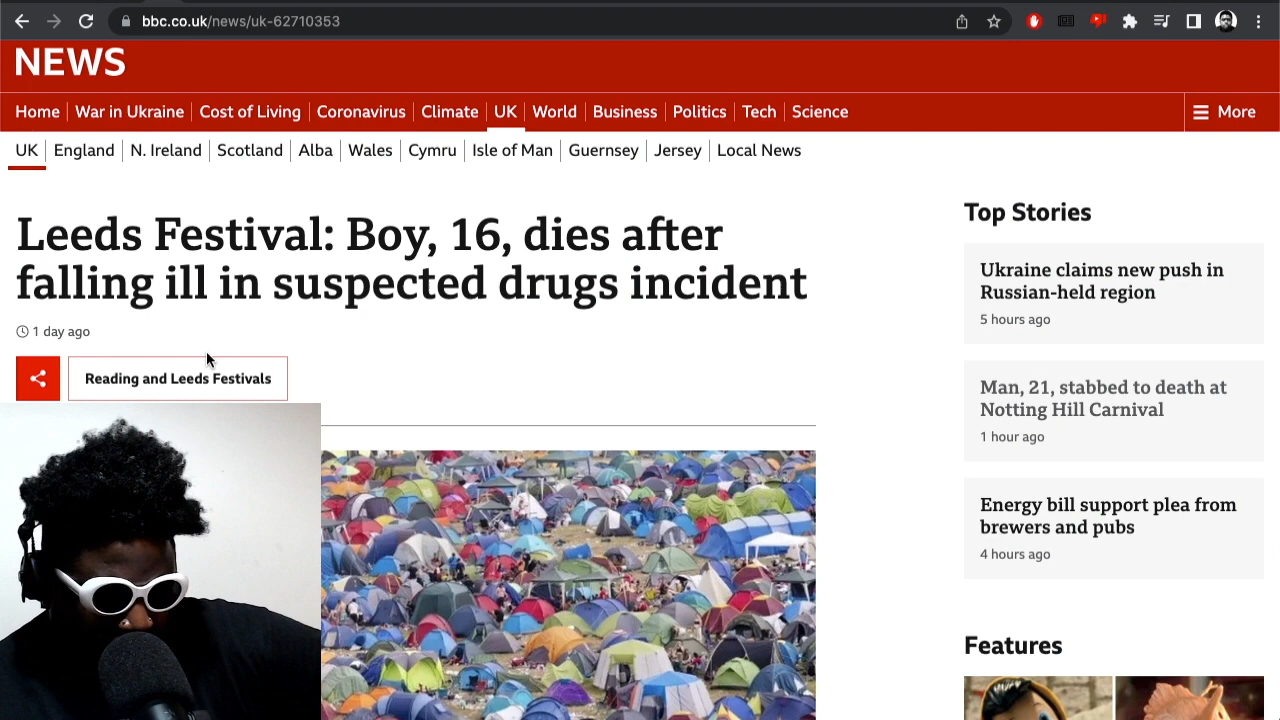 bbc.co.uk/news/uk-62710353
NEWS
Home War in Ukraine Cost of Living Coronavirus Climate UK World Business Politics Tech Science More
UK England N. Ireland Scotland Alba Wales Cymru Isle of Man Guernsey Jersey Local News
Leeds Festival: Boy, 16, dies after
falling ill in suspected drugs incident
1 day ago
Reading and Leeds Festivals
Top Stories
Ukraine claims new push in
Russian-held region
5 hours ago
Man, 21, stabbed to death at
Notting Hill Carnival
1 hour ago
Energy bill support plea from
brewers and pubs
4 hours ago
Features